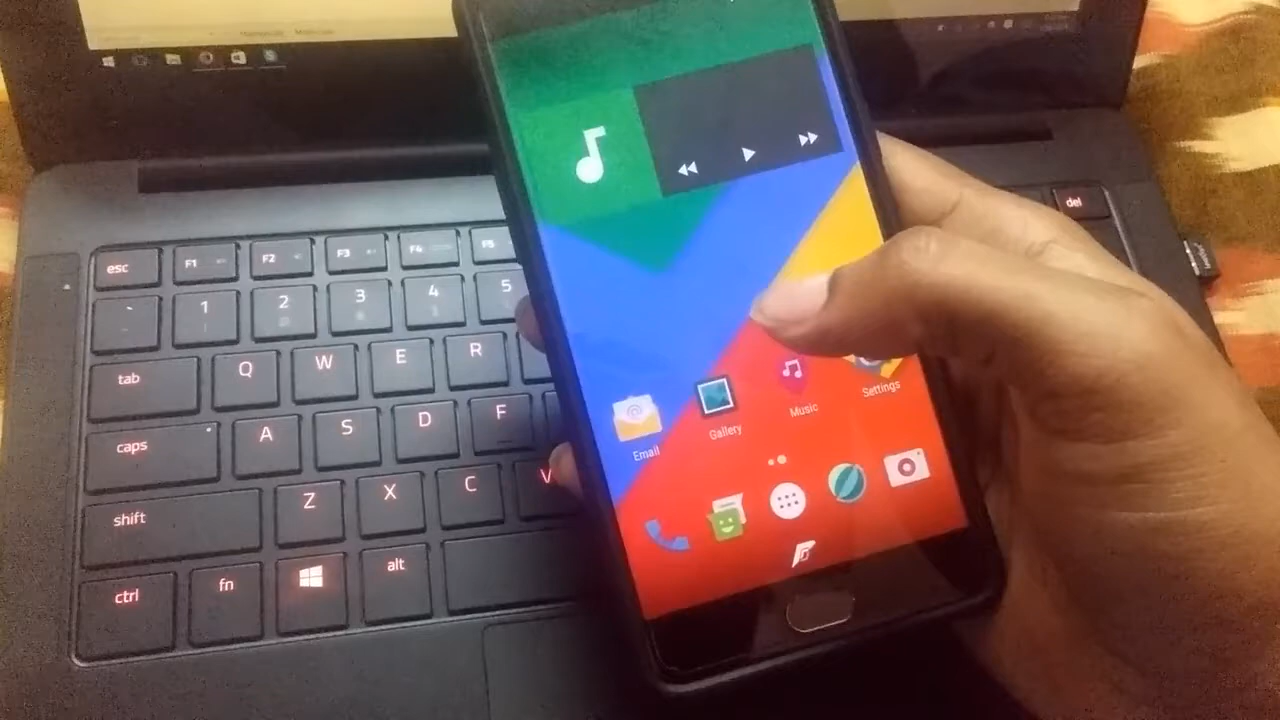 esc F1 F2 F3 F4 F5
` 1 2 3 4 5
tab Q W E R
caps A S D F
shift Z X C V
ctrl fn alt
del
Email Gallery Music Settings